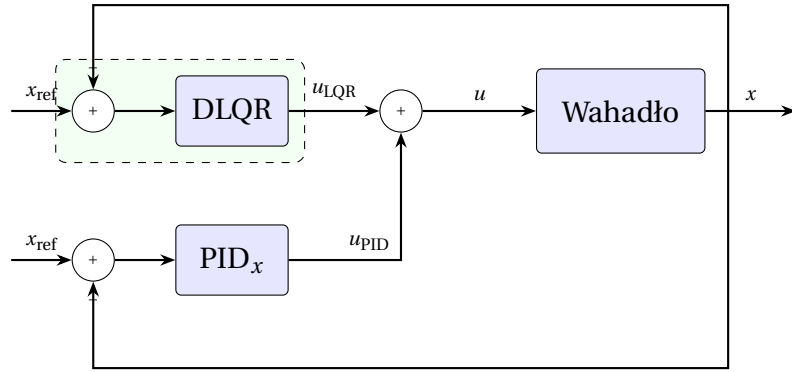 −
x_ref
+
DLQR
u_LQR
+
u
Wahadło
x
x_ref
+
PID_x
u_PID
−